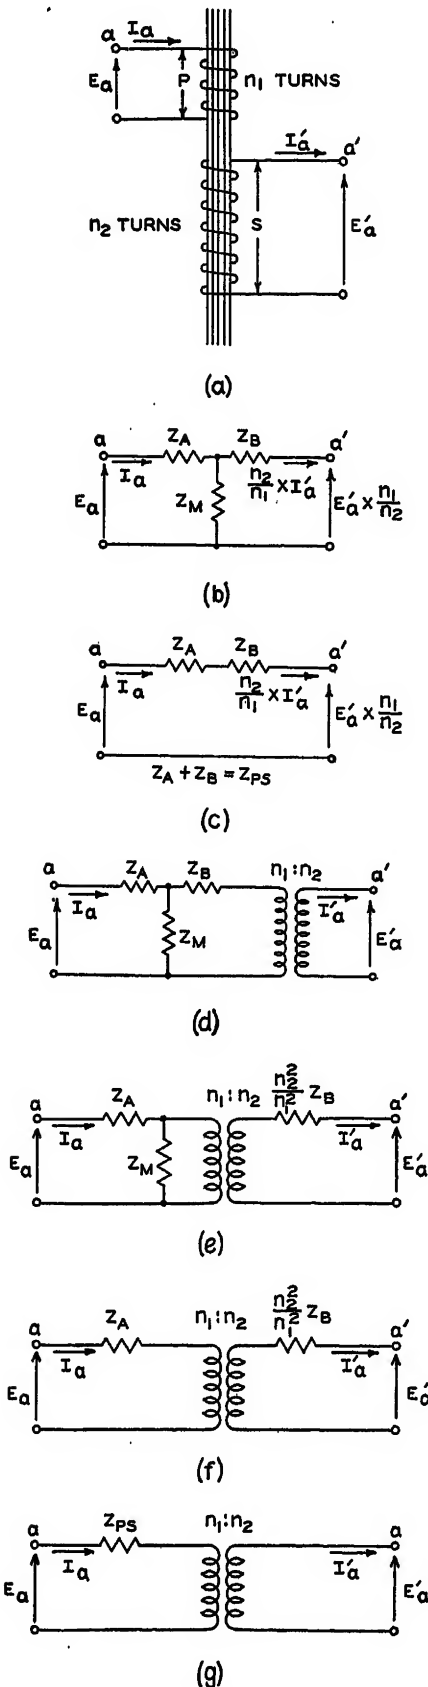 a Ia
Ea P n1 TURNS
I'a a'
n2 TURNS S E'a
(a)
a ZA ZB a'
Ia n2/n1 × I'a
Ea ZM E'a × n1/n2
(b)
a ZA ZB a'
Ia n2/n1 × I'a
Ea E'a × n1/n2
ZA + ZB = ZPS
(c)
a ZA ZB n1:n2 a'
Ia I'a
Ea ZM E'a
(d)
a ZA n1:n2 n2²/n1² ZB a'
Ia I'a
Ea ZM E'a
(e)
a ZA n1:n2 n2²/n1² ZB a'
Ia I'a
Ea E'a
(f)
a ZPS n1:n2 a
Ia I'a
Ea E'a
(g)